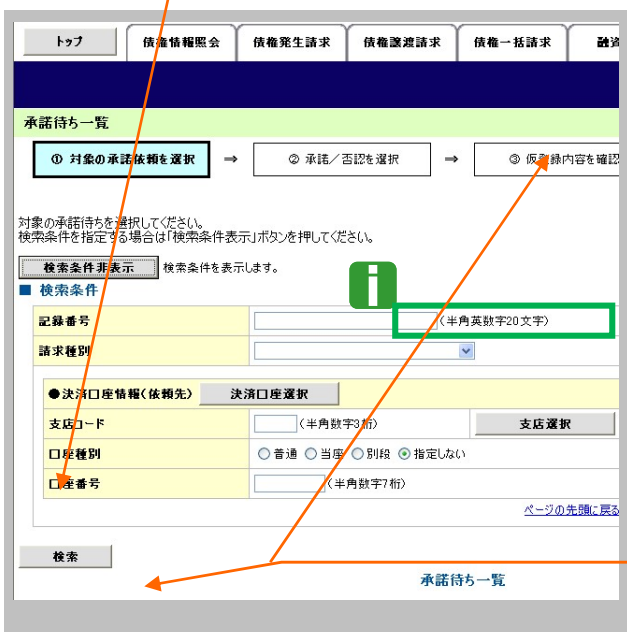 トップ 債権情報照会 債権発生請求 債権譲渡請求 債権一括請求 融資
承諾待ち一覧
① 対象の承諾依頼を選択 ⇒ ② 承諾/否認を選択 ⇒ ③ 仮登録内容を確認
対象の承諾待ちを選択してください。
検索条件を指定する場合は「検索条件表示」ボタンを押してください。
検索条件非表示 検索条件を表示します。
■ 検索条件
i
記録番号 (半角英数字20文字)
請求種別
●決済口座情報(依頼先) 決済口座選択
支店コード (半角数字3桁) 支店選択
口座種別 普通 当座 別段 指定しない
口座番号 (半角数字7桁)
ページの先頭に戻る
検索
承諾待ち一覧